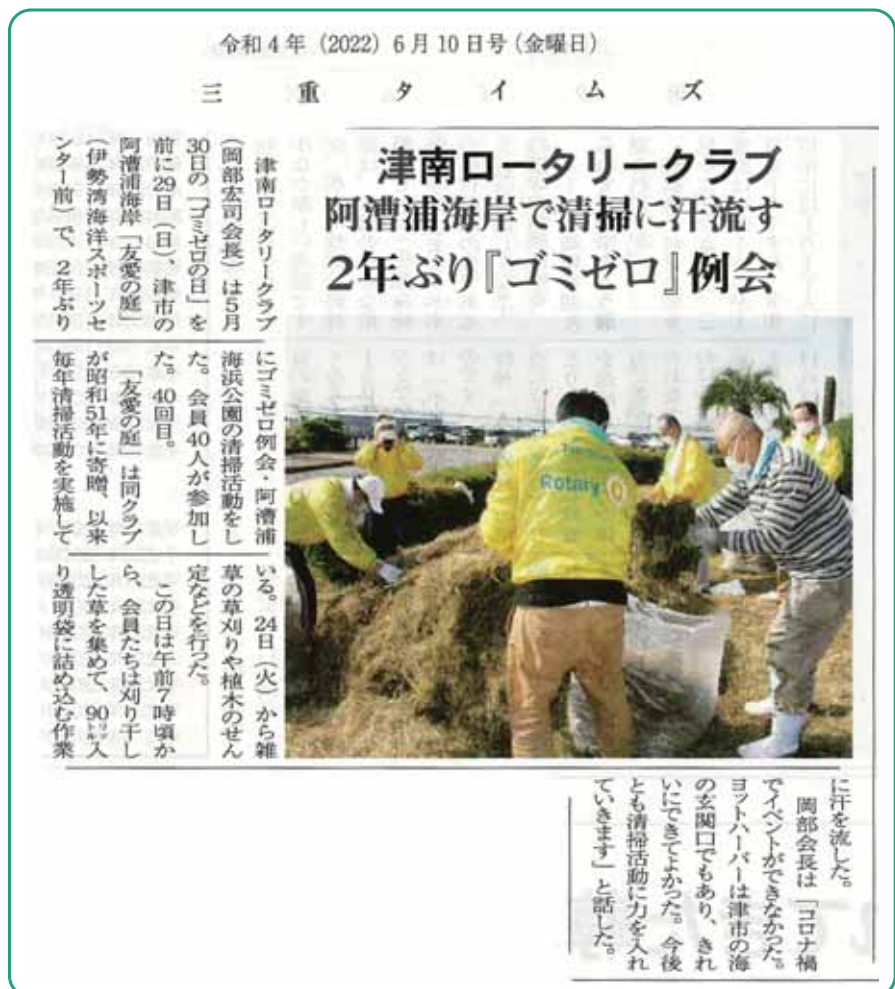 令和4年（2022）6月10日号（金曜日）
三重タイムズ
津南ロータリークラブ
阿漕浦海岸で清掃に汗流す
2年ぶり『ゴミゼロ』例会
津南ロータリークラブ
（岡部宏司会長）は5月
30日の「ゴミゼロの日」を
前に29日（日）、津市の
阿漕浦海岸「友愛の庭」
（伊勢湾海洋スポーツセ
ンター前）で、2年ぶり
にゴミゼロ例会・阿漕浦
海浜公園の清掃活動をし
た。会員40人が参加し
た。40回目。
「友愛の庭」は同クラブ
が昭和51年に寄贈、以来
毎年清掃活動を実施して
いる。24日（火）から雑
草の草刈りや植木のせん
定などを行った。
この日は午前7時頃か
ら、会員たちは刈り干し
した草を集めて、90㍑入
り透明袋に詰め込む作業
に汗を流した。
岡部会長は「コロナ禍
でイベントができなかった。
ヨットハーバーは津市の海
の玄関口でもあり、きれ
いにできてよかった。今後
とも清掃活動に力を入れ
ていきます」と話した。
Rotary